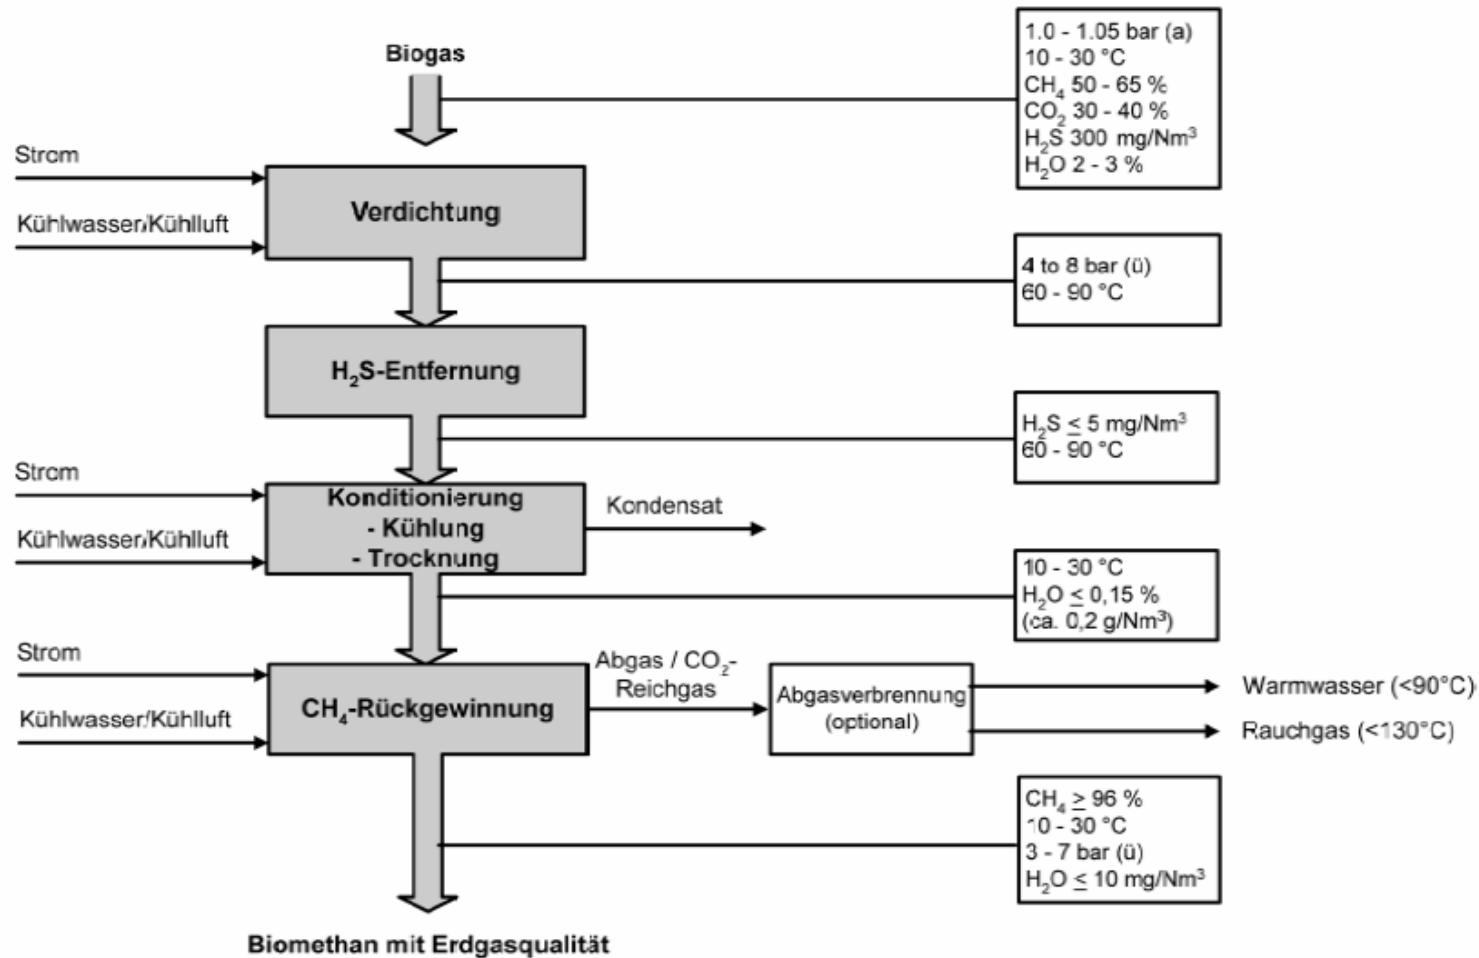 Biogas
1.0 - 1.05 bar (a)
10 - 30 °C
CH₄ 50 - 65 %
CO₂ 30 - 40 %
H₂S 300 mg/Nm³
H₂O 2 - 3 %
Strom
Kühlwasser/Kühlluft
Verdichtung
4 to 8 bar (ü)
60 - 90 °C
H₂S-Entfernung
H₂S ≤ 5 mg/Nm³
60 - 90 °C
Strom
Kühlwasser/Kühlluft
Konditionierung
- Kühlung
- Trocknung
Kondensat
10 - 30 °C
H₂O ≤ 0,15 %
(ca. 0,2 g/Nm³)
Strom
Kühlwasser/Kühlluft
CH₄-Rückgewinnung
Abgas / CO₂-
Reichgas
Abgasverbrennung
(optional)
Warmwasser (<90°C)
Rauchgas (<130°C)
CH₄ ≥ 96 %
10 - 30 °C
3 - 7 bar (ü)
H₂O ≤ 10 mg/Nm³
Biomethan mit Erdgasqualität